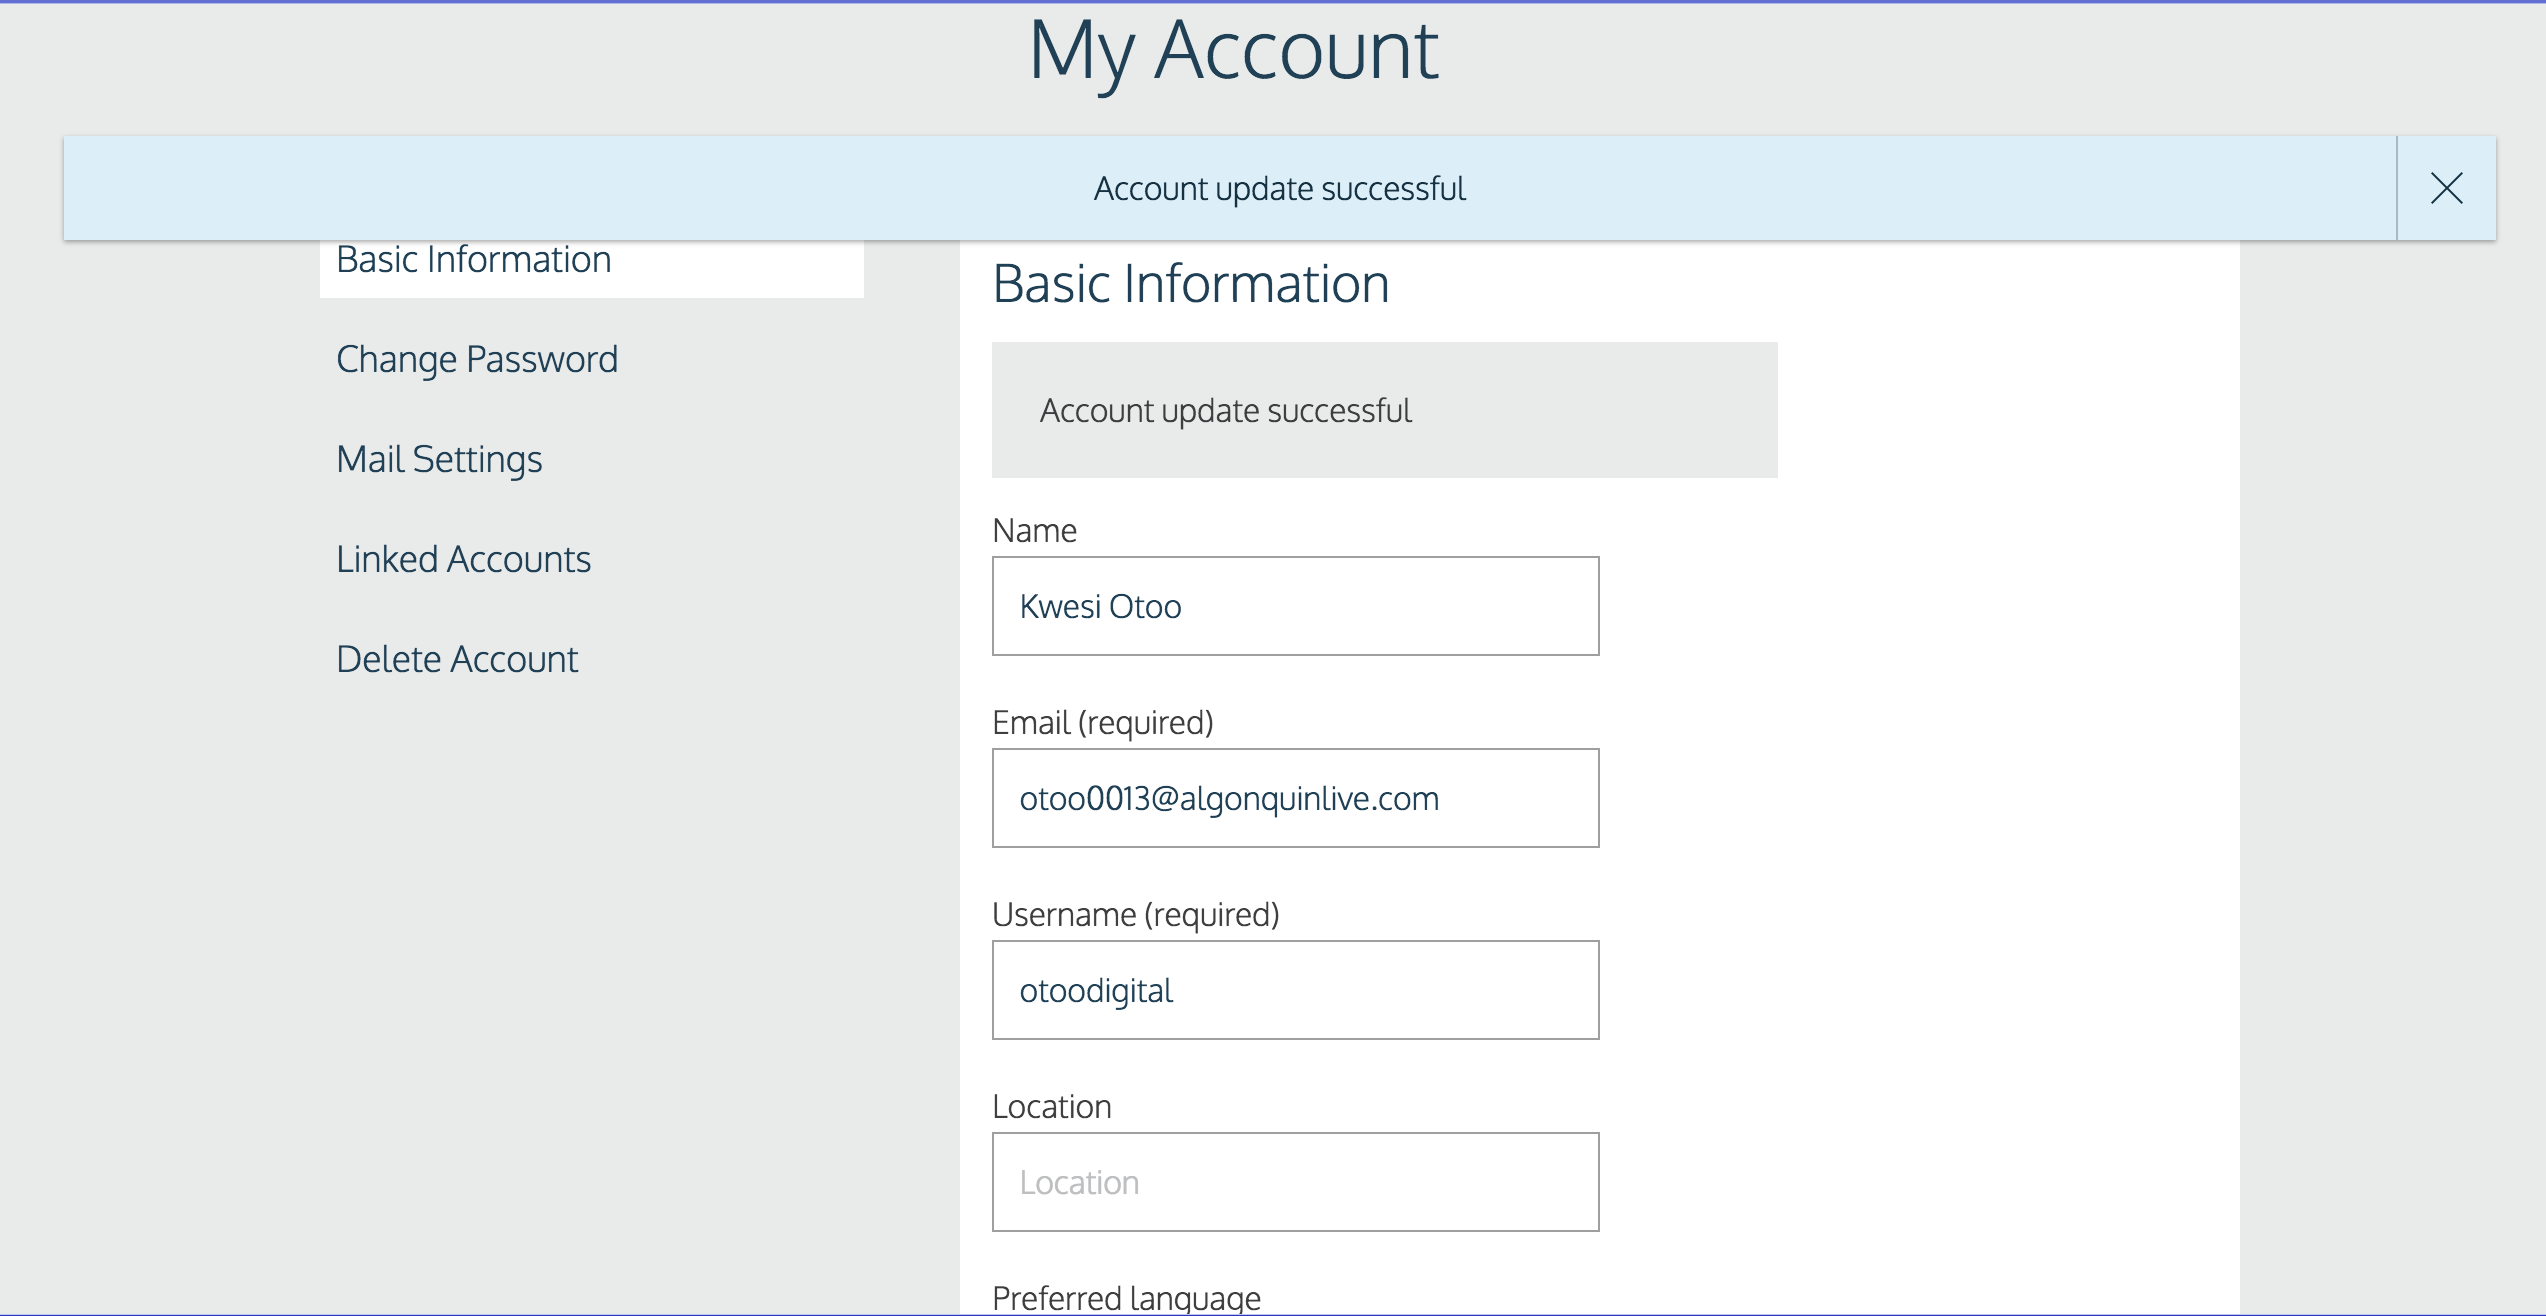 My Account
Account update successful
Basic Information
Change Password
Mail Settings
Linked Accounts
Delete Account
Basic Information
Account update successful
Name
Kwesi Otoo
Email (required)
otoo0013@algonquinlive.com
Username (required)
otoodigital
Location
Location
Preferred language